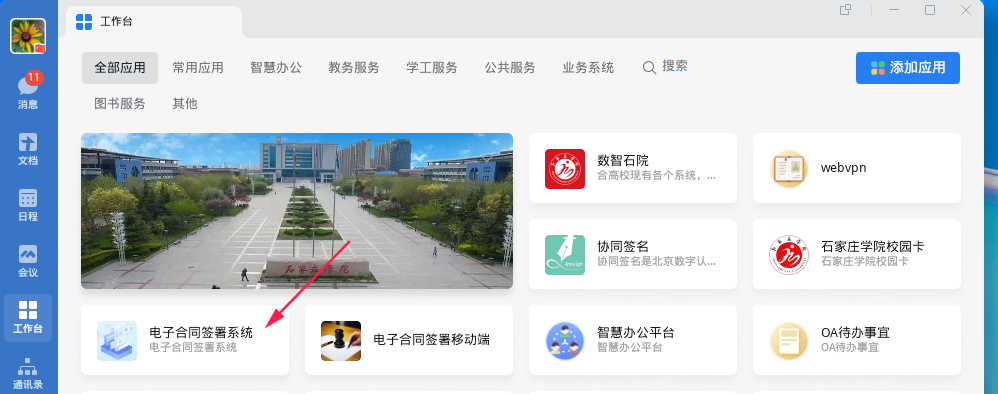 工作台
11
消息
文档
日程
会议
工作台
通讯录
全部应用
常用应用
智慧办公
教务服务
学工服务
公共服务
业务系统
搜索
添加应用
图书服务
其他
石家庄学院
数智石院
含高校现有各个系统，...
webvpn
协同签名
协同签名是北京数字认...
石家庄学院校园卡
石家庄学院校园卡
电子合同签署系统
电子合同签署系统
电子合同签署移动端
智慧办公平台
智慧办公平台
OA待办事宜
OA待办事宜